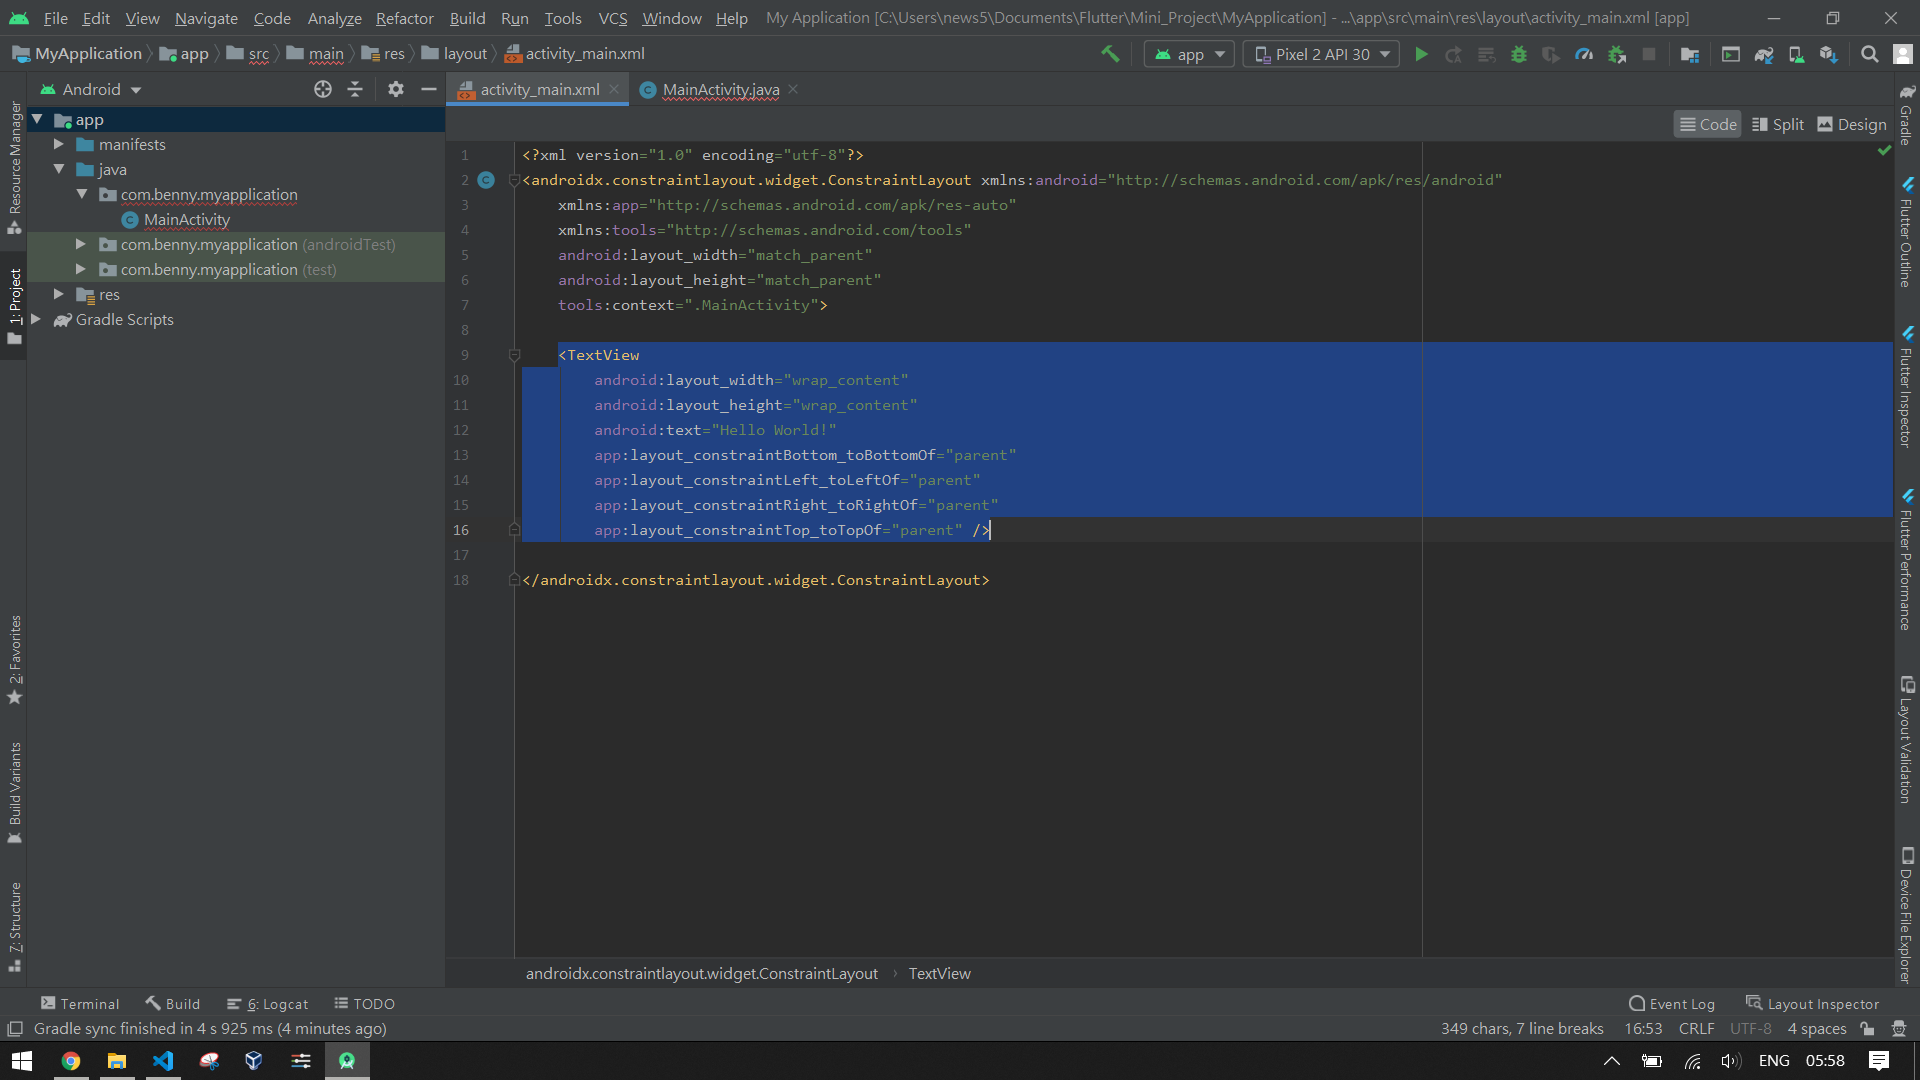 File Edit View Navigate Code Analyze Refactor Build Run Tools VCS Window Help My Application [C:\Users\news5\Documents\Flutter\Mini_Project\MyApplication] - ...\app\src\main\res\layout\activity_main.xml [app]
MyApplication app src main res layout activity_main.xml app Pixel 2 API 30
Android activity_main.xml MainActivity.java
Code Split Design
app
manifests
java
com.benny.myapplication
MainActivity
com.benny.myapplication (androidTest)
com.benny.myapplication (test)
res
Gradle Scripts
Resource Manager
1: Project
2: Favorites
Build Variants
7: Structure
1 <?xml version="1.0" encoding="utf-8"?>
2 <androidx.constraintlayout.widget.ConstraintLayout xmlns:android="http://schemas.android.com/apk/res/android"
3 xmlns:app="http://schemas.android.com/apk/res-auto"
4 xmlns:tools="http://schemas.android.com/tools"
5 android:layout_width="match_parent"
6 android:layout_height="match_parent"
7 tools:context=".MainActivity">
8
9 <TextView
10 android:layout_width="wrap_content"
11 android:layout_height="wrap_content"
12 android:text="Hello World!"
13 app:layout_constraintBottom_toBottomOf="parent"
14 app:layout_constraintLeft_toLeftOf="parent"
15 app:layout_constraintRight_toRightOf="parent"
16 app:layout_constraintTop_toTopOf="parent" />
17
18 </androidx.constraintlayout.widget.ConstraintLayout>
Gradle
Flutter Outline
Flutter Inspector
Flutter Performance
Layout Validation
Device File Explorer
androidx.constraintlayout.widget.ConstraintLayout › TextView
Terminal Build 6: Logcat TODO Event Log Layout Inspector
Gradle sync finished in 4 s 925 ms (4 minutes ago) 349 chars, 7 line breaks 16:53 CRLF UTF-8 4 spaces
ENG 05:58